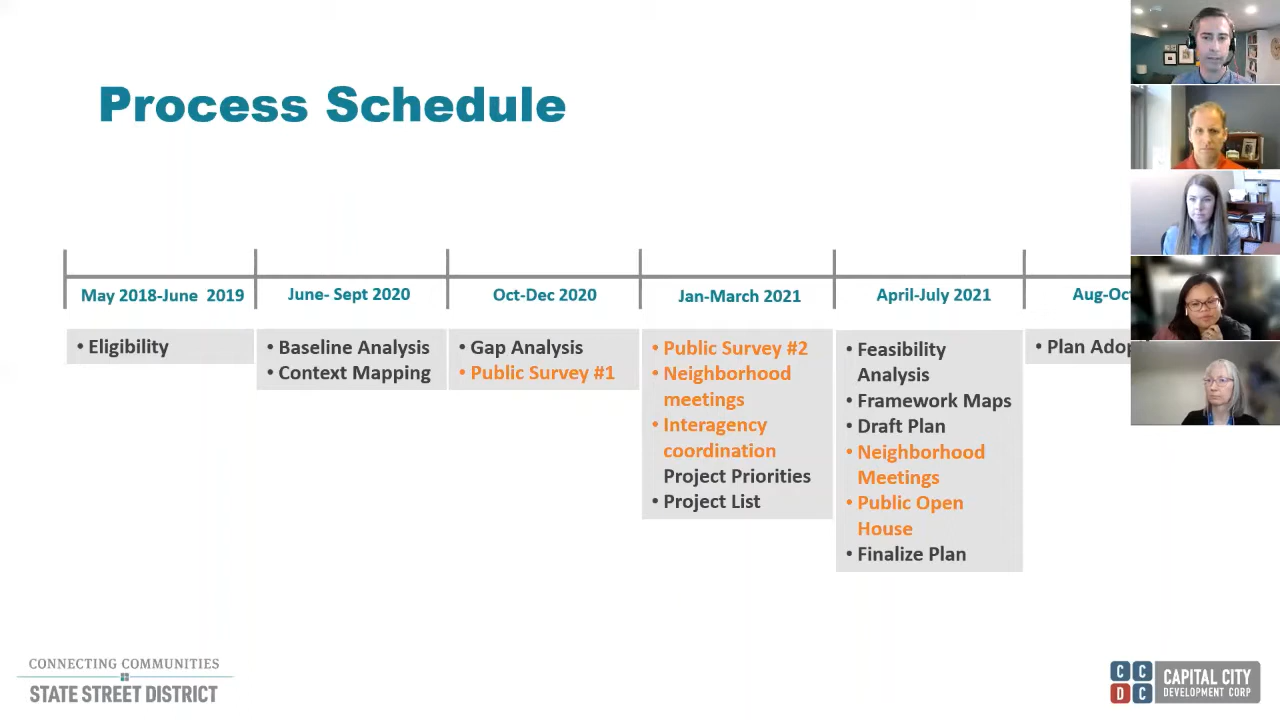 Process Schedule
May 2018-June 2019
June- Sept 2020
Oct-Dec 2020
Jan-March 2021
April-July 2021
Aug-Oct
• Eligibility
• Baseline Analysis
• Context Mapping
• Gap Analysis
• Public Survey #1
• Public Survey #2
• Neighborhood
meetings
• Interagency
coordination
Project Priorities
• Project List
• Feasibility
Analysis
• Framework Maps
• Draft Plan
• Neighborhood
Meetings
• Public Open
House
• Finalize Plan
• Plan Adop
CONNECTING COMMUNITIES
STATE STREET DISTRICT
C C
D C
CAPITAL CITY
DEVELOPMENT CORP